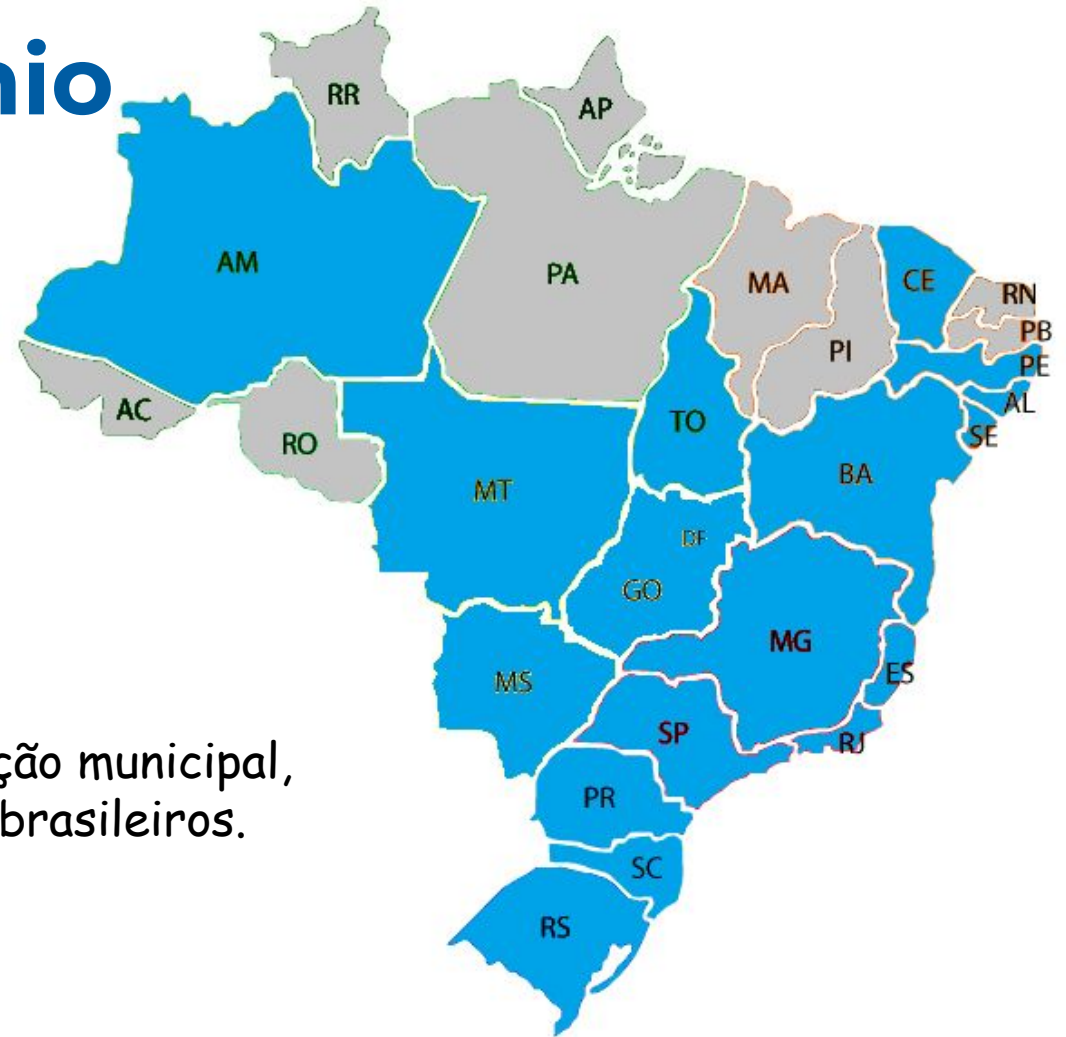 nio
RR
AP
AM
PA
MA
CE
RN
PB
PI
PE
AL
AC
TO
SE
RO
BA
MT
DF
GO
MG
ES
MS
SP
RJ
ção municipal,
PR
brasileiros.
SC
RS